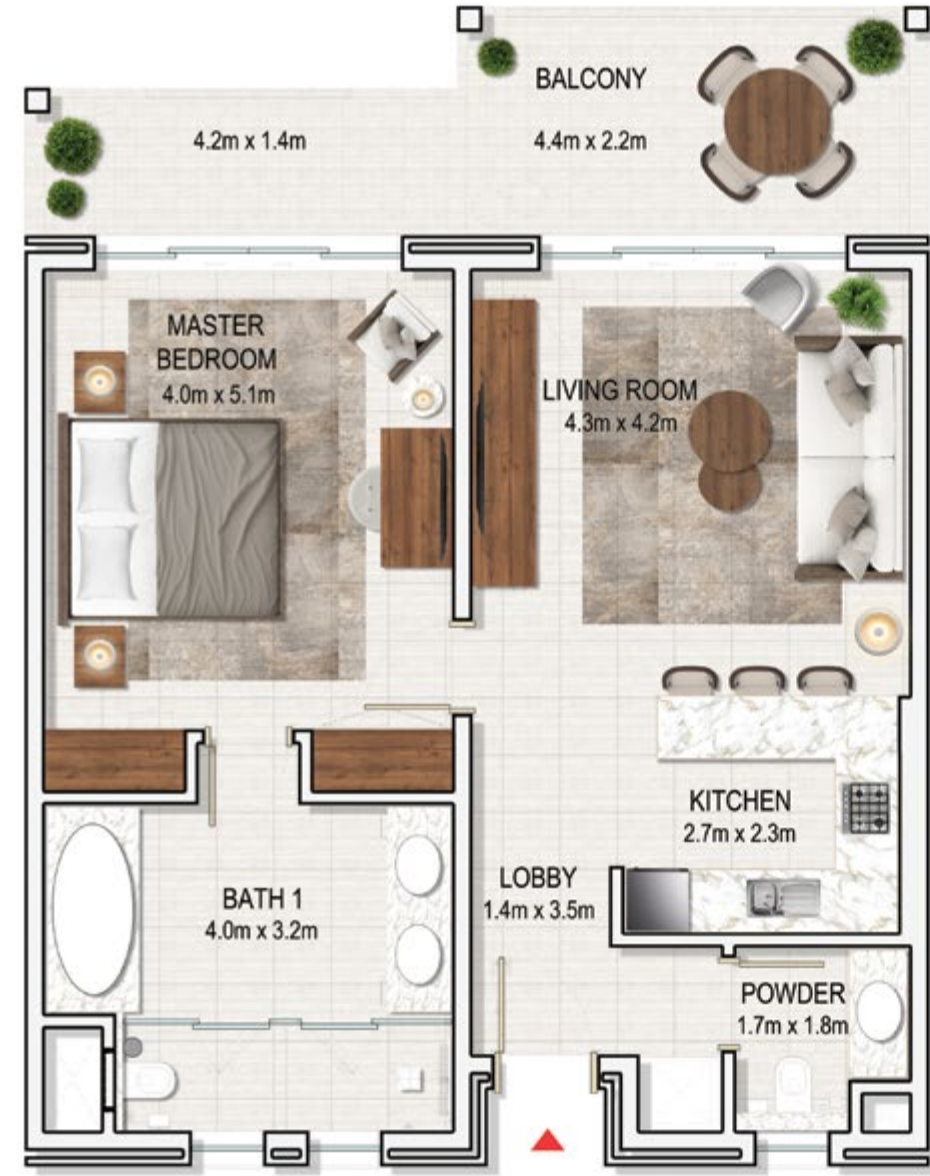 BALCONY
4.2m x 1.4m
4.4m x 2.2m
MASTER
BEDROOM
4.0m x 5.1m
LIVING ROOM
4.3m x 4.2m
KITCHEN
2.7m x 2.3m
LOBBY
1.4m x 3.5m
BATH 1
4.0m x 3.2m
POWDER
1.7m x 1.8m